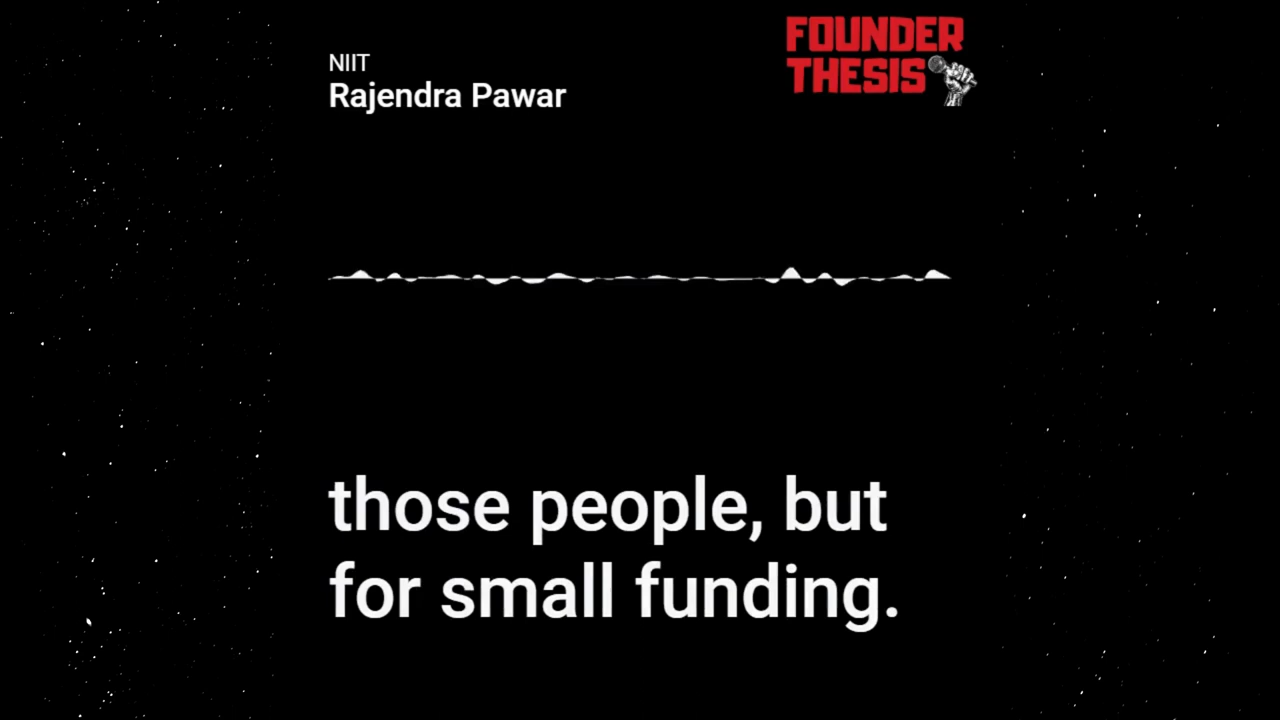 NIIT
Rajendra Pawar
FOUNDER
THESIS
those people, but
for small funding.